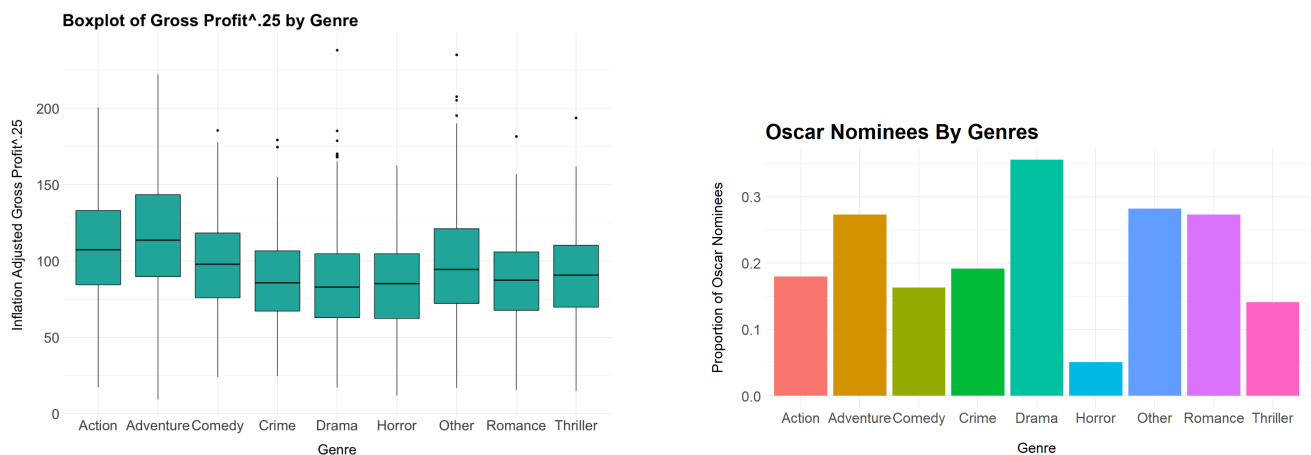 Boxplot of Gross Profit^.25 by Genre
Inflation Adjusted Gross Profit^.25
200
150
100
50
0
Action Adventure Comedy Crime Drama Horror Other Romance Thriller
Genre
Oscar Nominees By Genres
Proportion of Oscar Nominees
0.3
0.2
0.1
0.0
Action Adventure Comedy Crime Drama Horror Other Romance Thriller
Genre